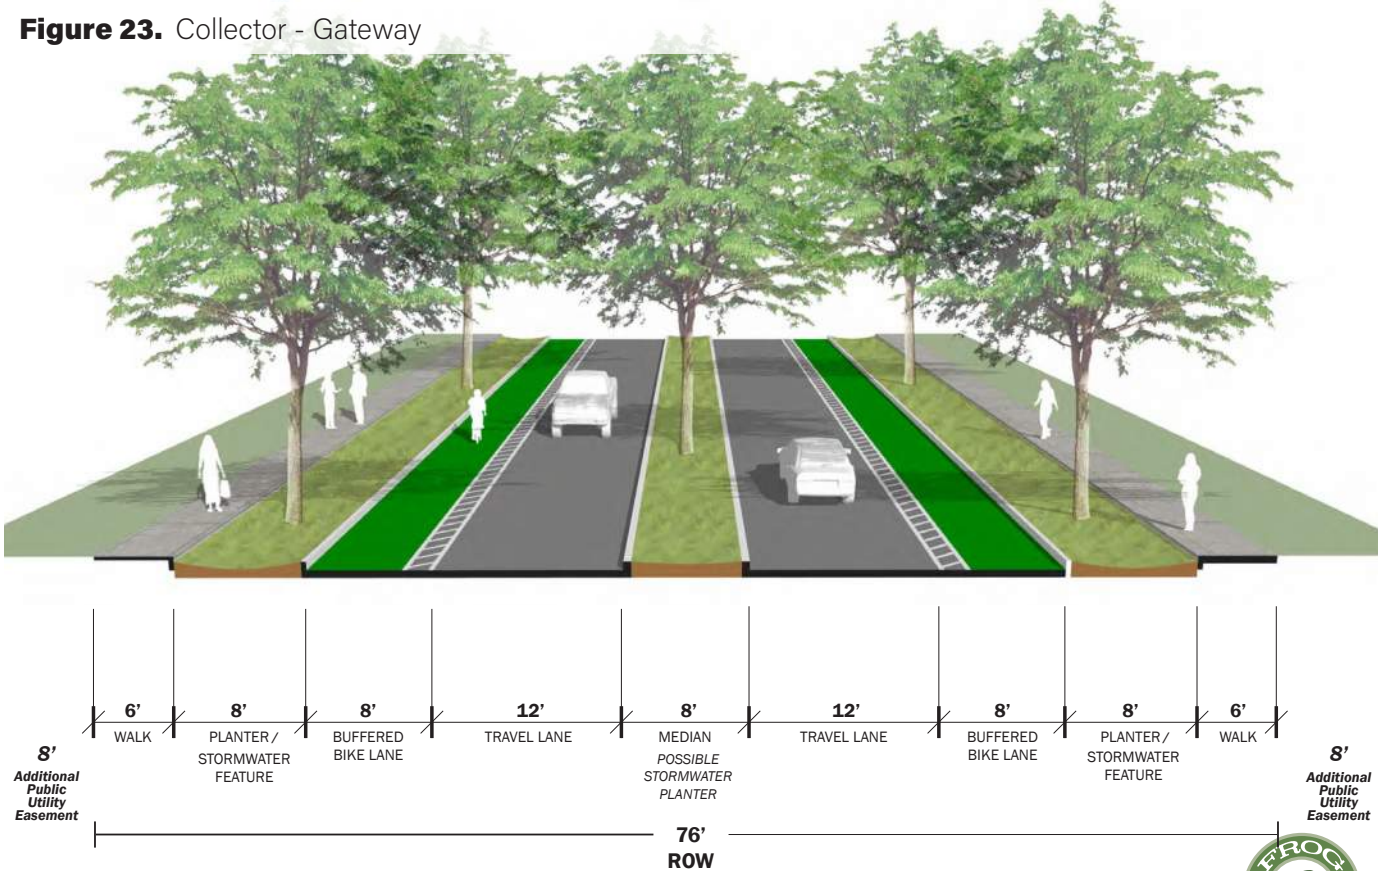 Figure 23. Collector - Gateway
6' 8' 8' 12' 8' 12' 8' 8' 6'
WALK
PLANTER/
STORMWATER
FEATURE
BUFFERED
BIKE LANE
TRAVEL LANE
MEDIAN
POSSIBLE
STORMWATER
PLANTER
TRAVEL LANE
BUFFERED
BIKE LANE
PLANTER/
STORMWATER
FEATURE
WALK
8'
Additional
Public
Utility
Easement
8'
Additional
Public
Utility
Easement
76'
ROW
FROG